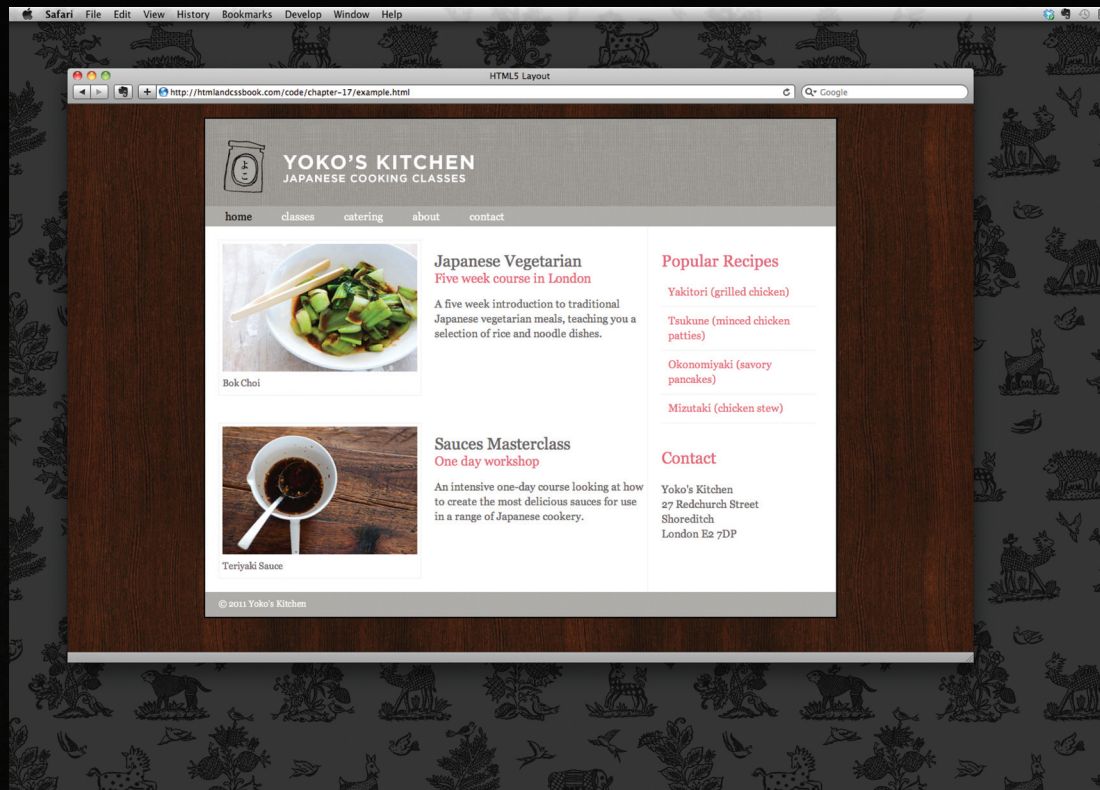 Safari File Edit View History Bookmarks Develop Window Help
HTML5 Layout
http://htmlandcssbook.com/code/chapter-17/example.html
Google
よ
こ
YOKO'S KITCHEN
JAPANESE COOKING CLASSES
home classes catering about contact
Japanese Vegetarian
Five week course in London
A five week introduction to traditional
Japanese vegetarian meals, teaching you a
selection of rice and noodle dishes.
Bok Choi
Sauces Masterclass
One day workshop
An intensive one-day course looking at how
to create the most delicious sauces for use
in a range of Japanese cookery.
Teriyaki Sauce
Popular Recipes
Yakitori (grilled chicken)
Tsukune (minced chicken
patties)
Okonomiyaki (savory
pancakes)
Mizutaki (chicken stew)
Contact
Yoko's Kitchen
27 Redchurch Street
Shoreditch
London E2 7DP
© 2011 Yoko's Kitchen